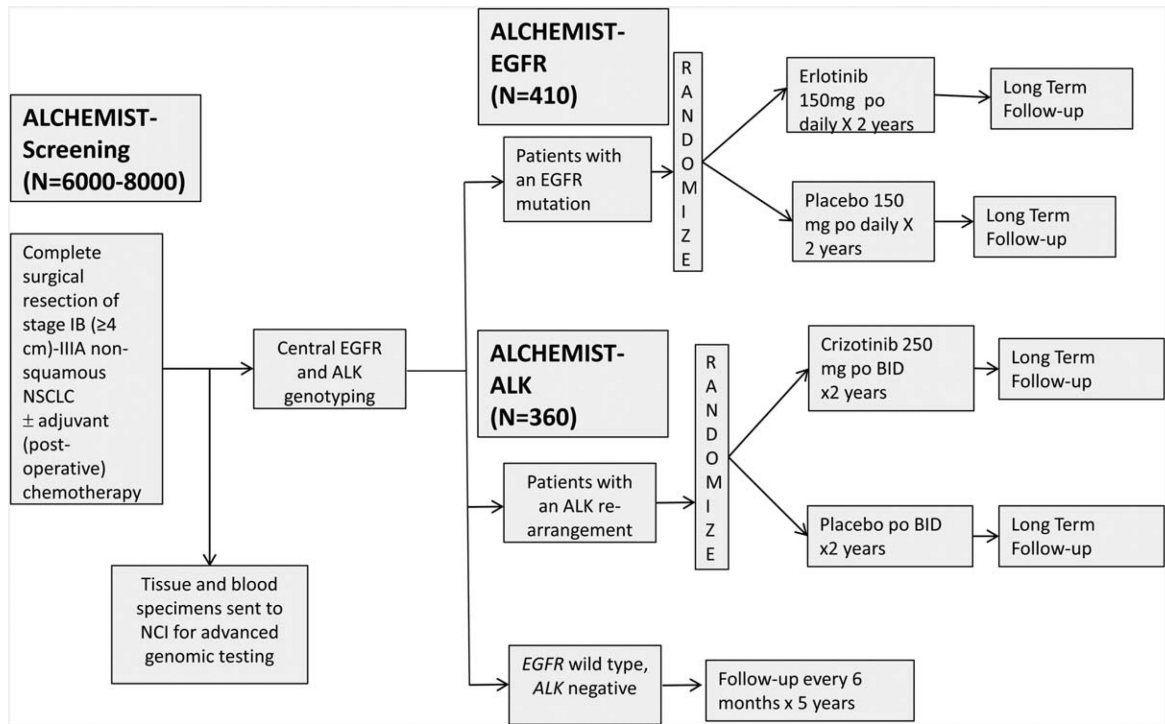 ALCHEMIST-
Screening
(N=6000-8000)
Complete
surgical
resection of
stage IB (≥4
cm)-IIIA non-
squamous
NSCLC
± adjuvant
(post-
operative)
chemotherapy
Tissue and blood
specimens sent to
NCI for advanced
genomic testing
Central EGFR
and ALK
genotyping
ALCHEMIST-
EGFR
(N=410)
Patients with
an EGFR
mutation
R
A
N
D
O
M
I
Z
E
Erlotinib
150mg po
daily X 2 years
Long Term
Follow-up
Placebo 150
mg po daily X
2 years
Long Term
Follow-up
ALCHEMIST-
ALK
(N=360)
Patients with
an ALK re-
arrangement
R
A
N
D
O
M
I
Z
E
Crizotinib 250
mg po BID
x2 years
Long Term
Follow-up
Placebo po BID
x2 years
Long Term
Follow-up
EGFR wild type,
ALK negative
Follow-up every 6
months x 5 years